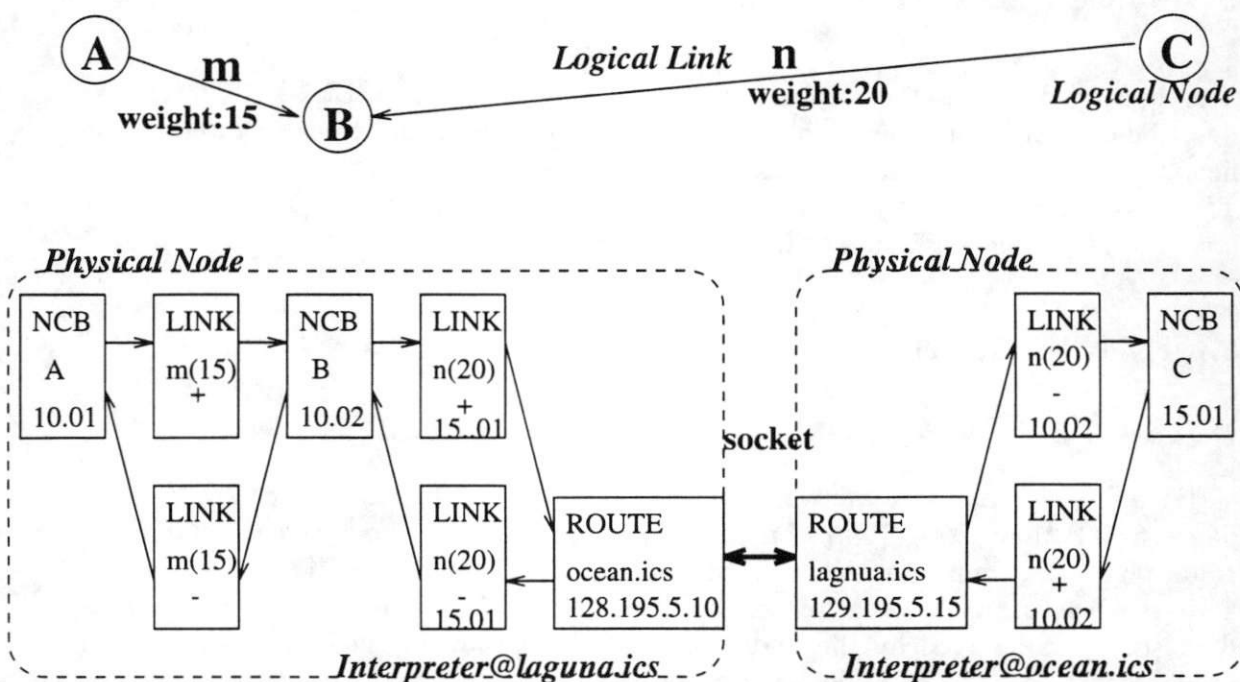 A
m
weight:15
B
Logical Link
n
weight:20
C
Logical Node
Physical Node
NCB
A
10.01
LINK
m(15)
+
NCB
B
10.02
LINK
n(20)
+
15..01
LINK
m(15)
-
LINK
n(20)
-
15.01
ROUTE
ocean.ics
128.195.5.10
Interpreter@laguna.ics
socket
Physical Node
LINK
n(20)
-
10.02
NCB
C
15.01
ROUTE
lagnua.ics
129.195.5.15
LINK
n(20)
+
10.02
Interpreter@ocean.ics